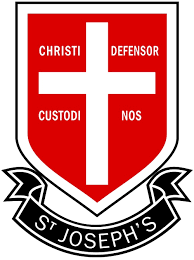 CHRISTI DEFENSOR
CUSTODI NOS
ST JOSEPH'S